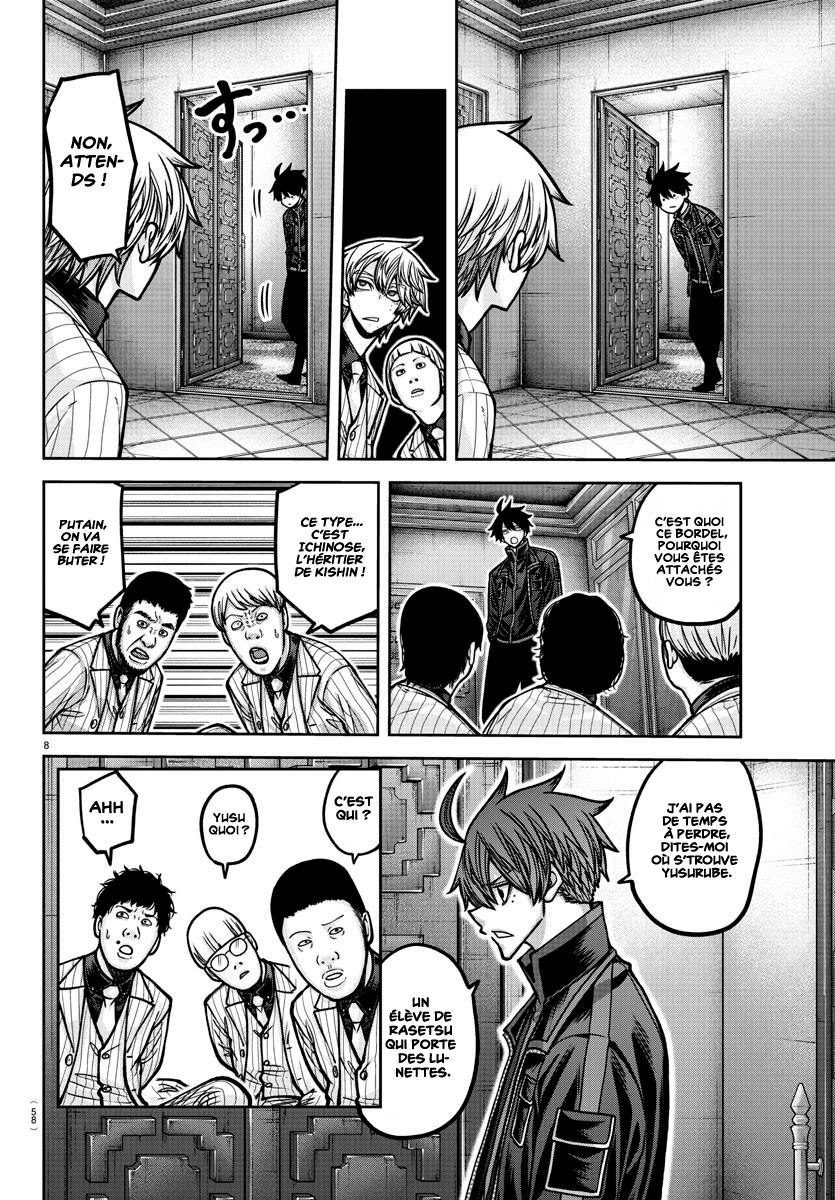 すっ…
NON,
ATTEN-
DS !
C'EST QUOI
CE BORDEL,
POURQUOI
VOUS ÊTES
ATTACHÉS
VOUS ?
CE TYPE...
C'EST
ICHINOSE,
L'HÉRITIER
DE KISHIN !
PUTAIN,
ON VA
SE FAIRE
BUTER !
8
J'AI PAS
DE TEMPS
À PERDRE,
DITES-MOI
OÙ S'TROUVE
YUSURUBE.
C'EST
QUI ?
YUSU
QUOI ?
AHH
...
UN
ÉLÈVE DE
RASETSU
QUI PORTE
DES LU-
NETTES.
(58)